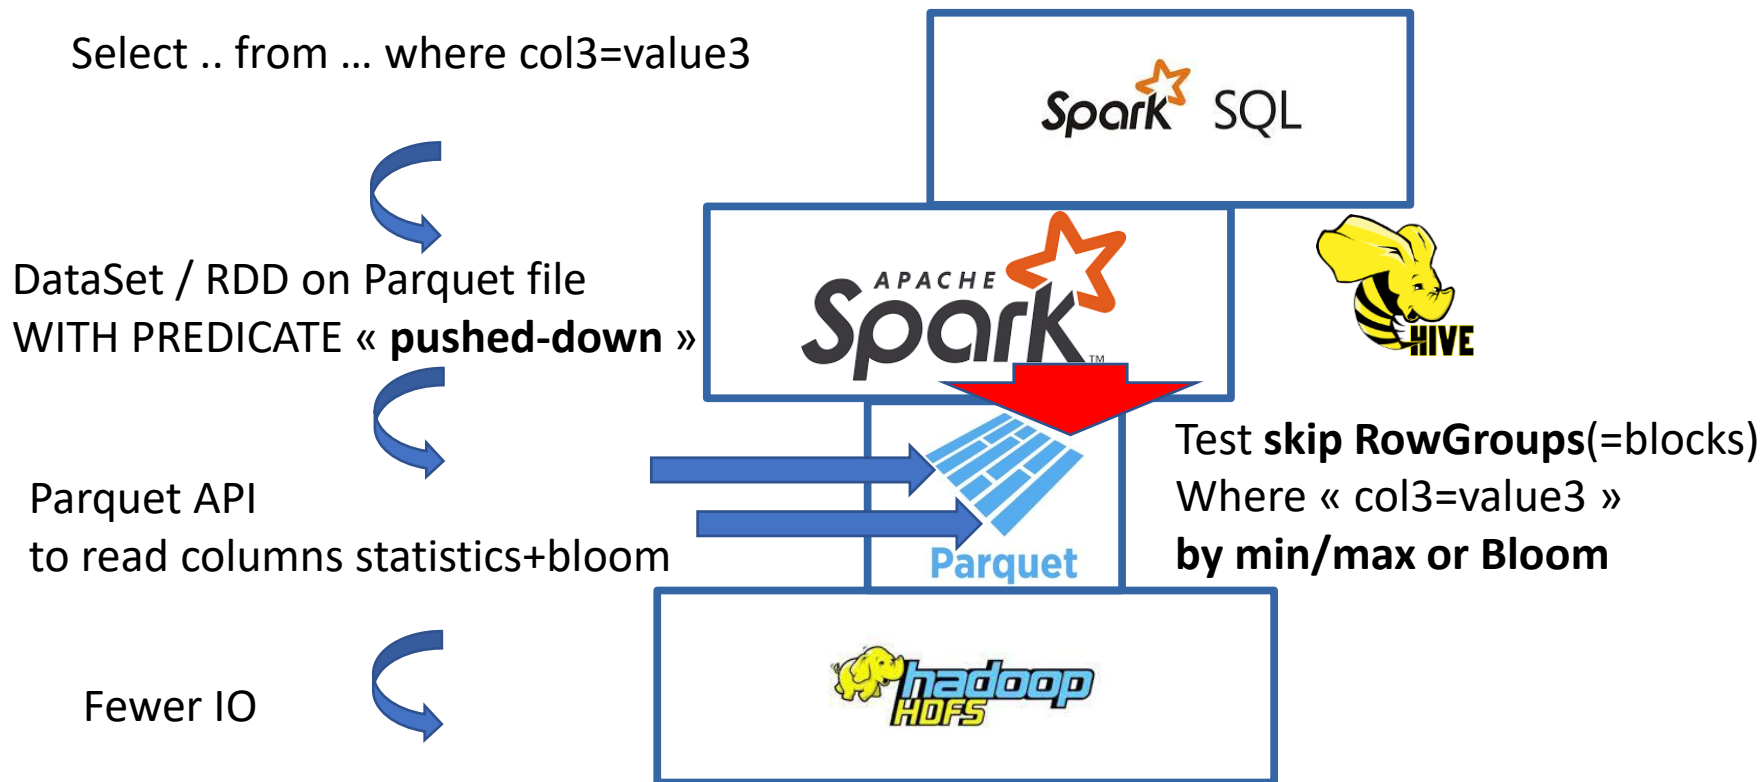 Select .. from … where col3=value3
Spark SQL
DataSet / RDD on Parquet file
WITH PREDICATE « pushed-down »
APACHE
Spark
TM
HIVE
Parquet API
to read columns statistics+bloom
Parquet
Test skip RowGroups(=blocks)
Where « col3=value3 »
by min/max or Bloom
Fewer IO
hadoop
HDFS